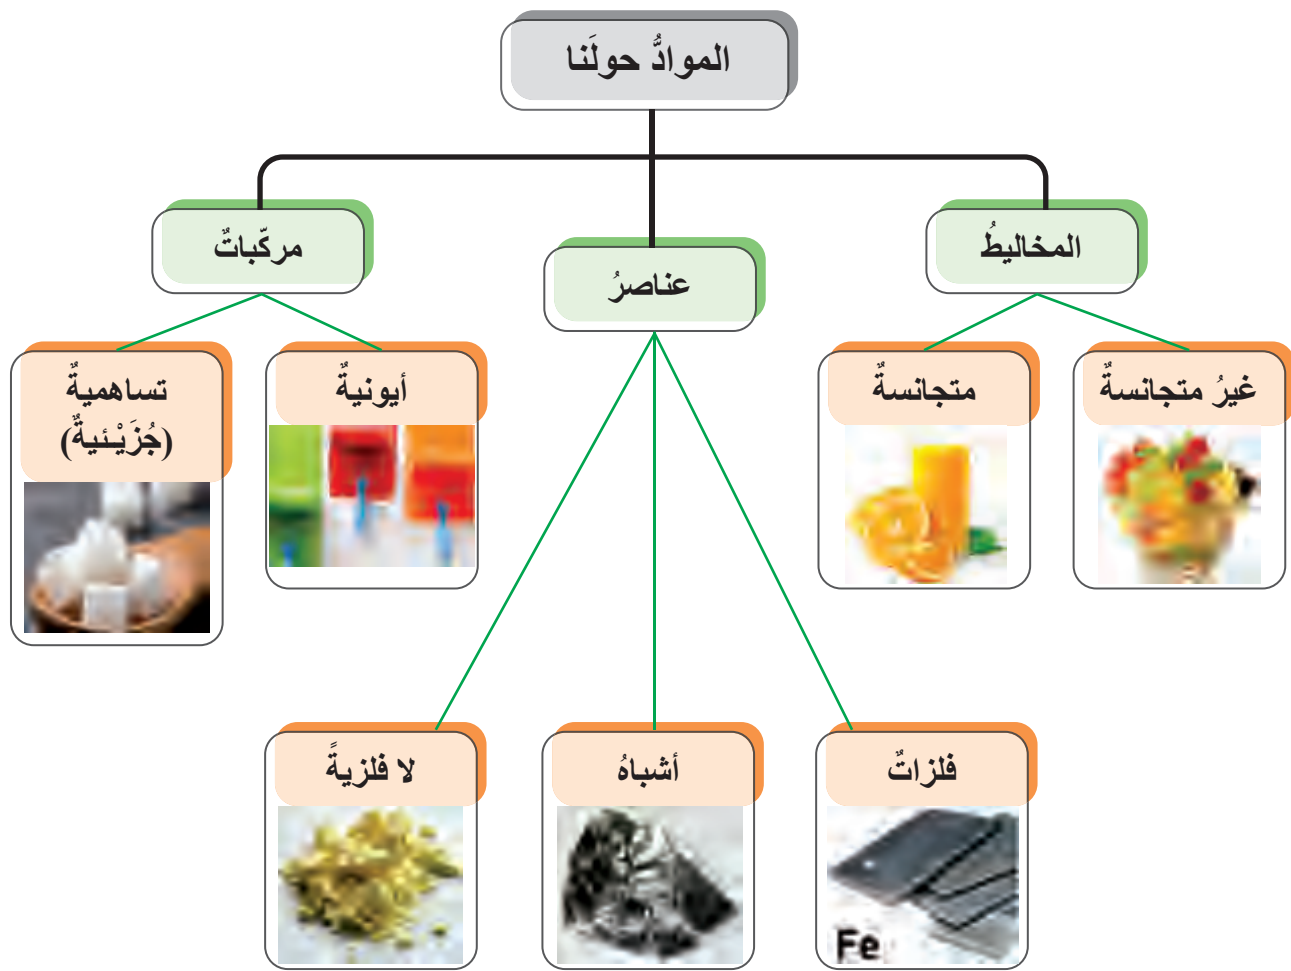 الموادُّ حولَنا
المخاليطُ
عناصرُ
مركّباتٌ
غيرُ متجانسةٌ
متجانسةٌ
أيونيةٌ
تساهميةٌ
(جُزَيْئيةٌ)
فلزاتٌ
أشباهُ
لا فلزيةً
Fe